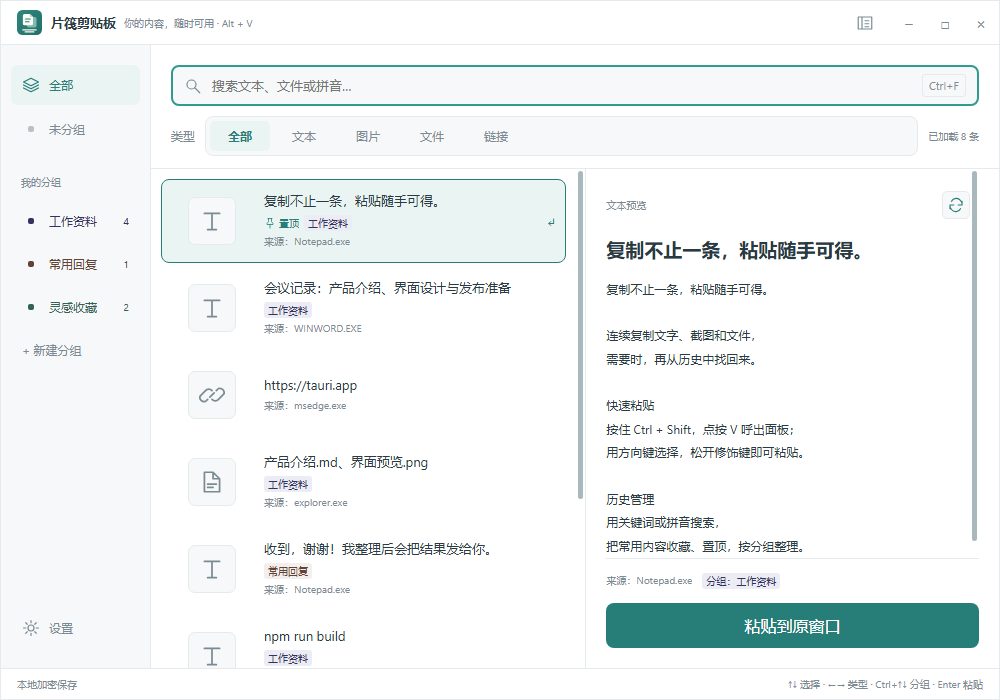 片筏剪贴板 你的内容，随时可用 · Alt + V
搜索文本、文件或拼音... Ctrl+F
类型 全部 文本 图片 文件 链接 已加载 8 条
全部
未分组
我的分组
工作资料 4
常用回复 1
灵感收藏 2
+ 新建分组
设置
复制不止一条，粘贴随手可得。
置顶 工作资料
来源：Notepad.exe
会议记录：产品介绍、界面设计与发布准备
工作资料
来源：WINWORD.EXE
https://tauri.app
来源：msedge.exe
产品介绍.md、界面预览.png
工作资料
来源：explorer.exe
收到，谢谢！我整理后会把结果发给你。
常用回复
来源：Notepad.exe
npm run build
工作资料
文本预览
复制不止一条，粘贴随手可得。
复制不止一条，粘贴随手可得。
连续复制文字、截图和文件，
需要时，再从历史中找回来。
快速粘贴
按住 Ctrl + Shift，点按 V 呼出面板；
用方向键选择，松开修饰键即可粘贴。
历史管理
用关键词或拼音搜索，
把常用内容收藏、置顶，按分组整理。
来源：Notepad.exe 分组：工作资料
粘贴到原窗口
本地加密保存 ↑↓ 选择 · ←→ 类型 · Ctrl+↑↓ 分组 · Enter 粘贴